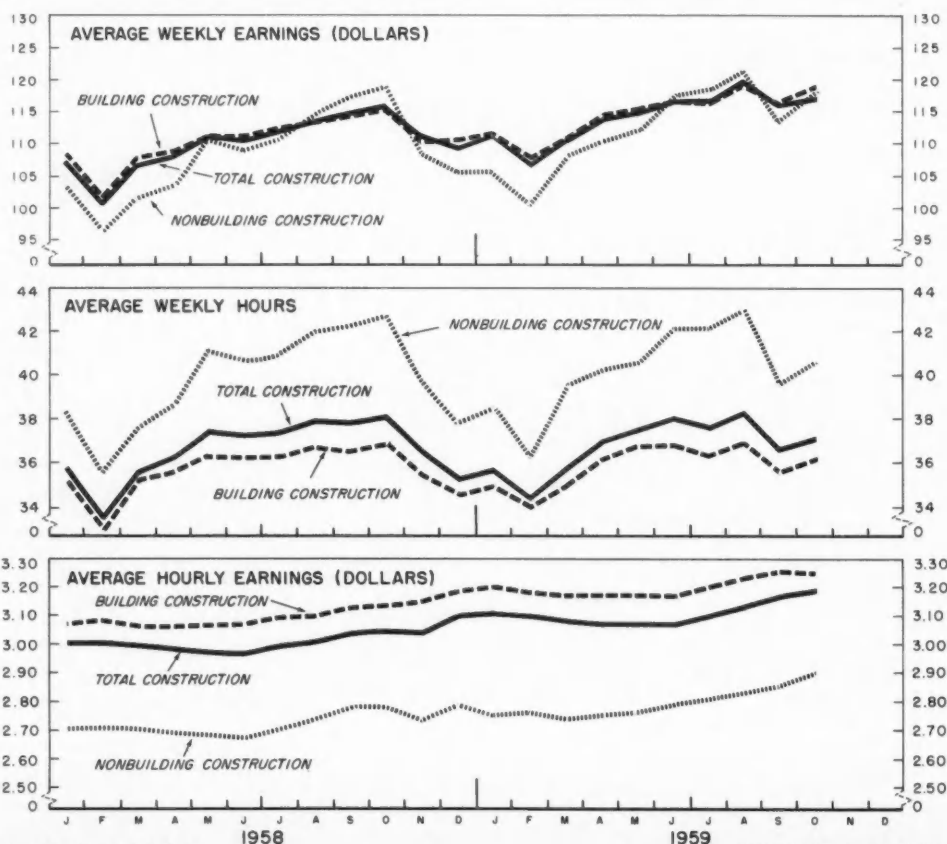 130 130
AVERAGE WEEKLY EARNINGS (DOLLARS)
125 125
120 120
BUILDING CONSTRUCTION
115 115
110 110
TOTAL CONSTRUCTION
105 105
NONBUILDING CONSTRUCTION
100 100
95 95
0 0
44 44
AVERAGE WEEKLY HOURS
NONBUILDING CONSTRUCTION
42 42
40 40
TOTAL CONSTRUCTION
38 38
36 36
BUILDING CONSTRUCTION
34 34
0 0
3.30 3.30
AVERAGE HOURLY EARNINGS (DOLLARS)
3.20 3.20
BUILDING CONSTRUCTION
3.10 3.10
3.00 3.00
TOTAL CONSTRUCTION
2.90 2.90
2.80 2.80
2.70 2.70
NONBUILDING CONSTRUCTION
2.60 2.60
2.50 2.50
0 0
J F M A M J J A S O N D J F M A M J J A S O N D
1958 1959